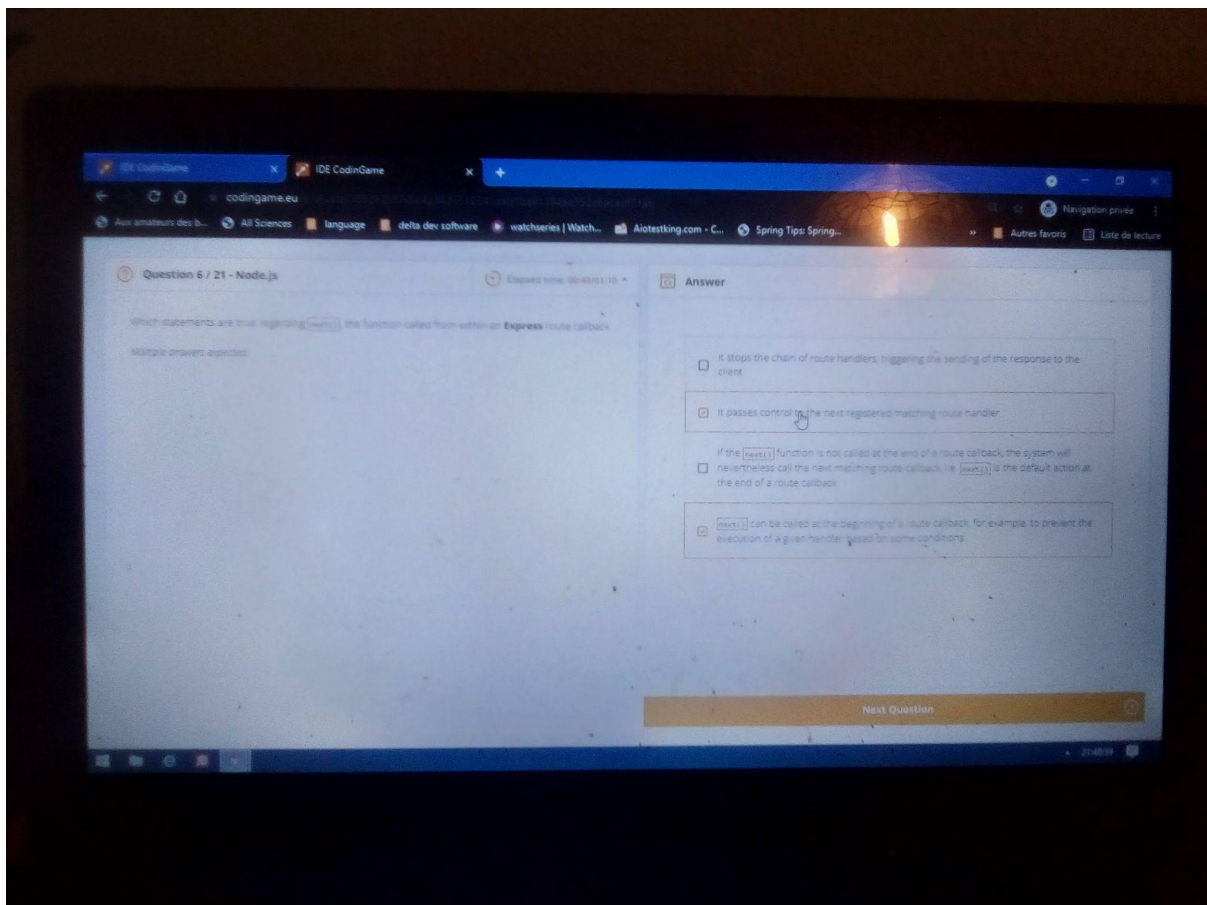 IDE CodinGame
IDE CodinGame
codingame.eu
Navigation privée
Aux amateurs des b...
All Sciences
language
delta dev software
watchseries | Watch...
Aiotestking.com - C...
Spring Tips: Spring...
»
Autres favoris
Liste de lecture
Question 6 / 21 - Node.js
Elapsed time:
Answer
Which statements are true regarding next(), the function called from within an Express route callback
Multiple answers expected
It stops the chain of route handlers, triggering the sending of the response to the
client
It passes control to the next registered matching route handler
If the next() function is not called at the end of a route callback, the system will
nevertheless call the next matching route callback, i.e. next() is the default action at
the end of a route callback
next() can be called at the beginning of a route callback, for example, to prevent the
execution of a given handler based on some conditions
Next Question